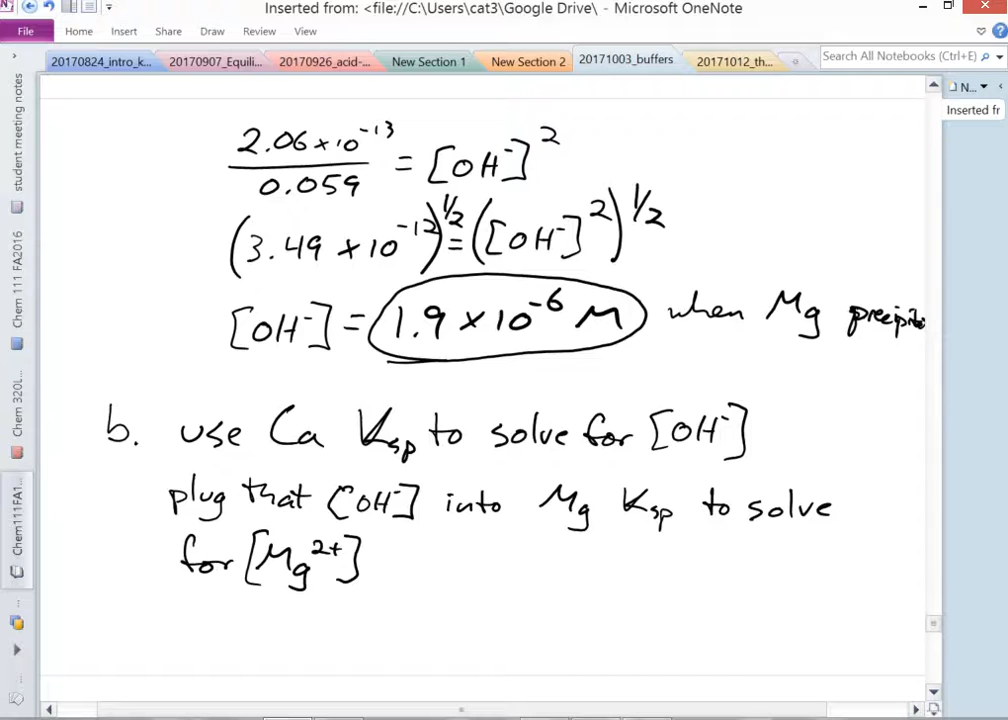 Inserted from: <file://C:\Users\cat3\Google Drive\ - Microsoft OneNote
File Home Insert Share Draw Review View
20170824_intro_k... 20170907_Equili... 20170926_acid-... New Section 1 New Section 2 20171003_buffers 20171012_th... Search All Notebooks (Ctrl+E)
N...
Inserted fr
student meeting notes
Chem 111 FA2016
Chem 320L...
Chem111FA1...
2.06 x 10⁻¹³ / 0.059 = [OH⁻]²
(3.49 x 10⁻¹²)^1/2 = ([OH⁻]²)^1/2
[OH⁻] = 1.9 x 10⁻⁶ M when Mg
b. use Ca Ksp to solve for [OH⁻]
plug that [OH⁻] into Mg Ksp to solve
for [Mg²⁺]